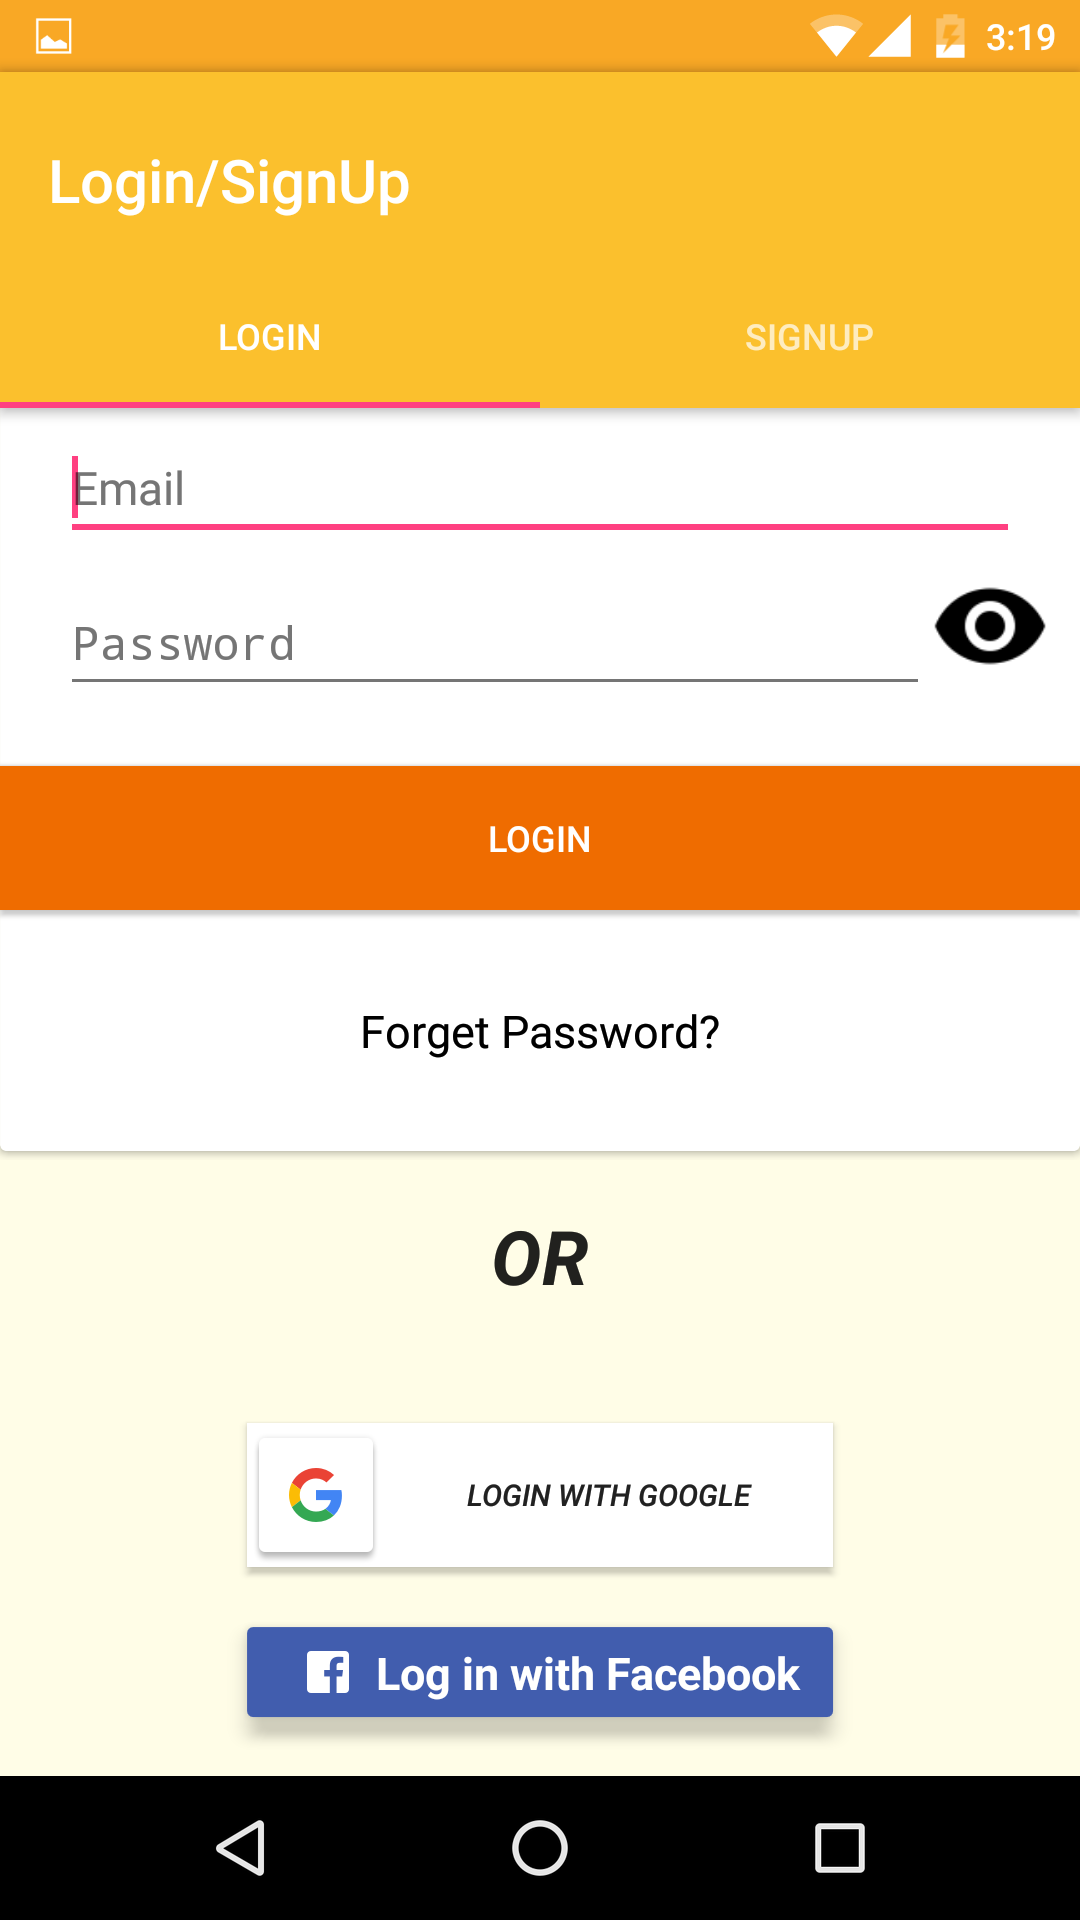 3:19
Login/SignUp
LOGIN
SIGNUP
Email
Password
LOGIN
Forget Password?
OR
LOGIN WITH GOOGLE
Log in with Facebook